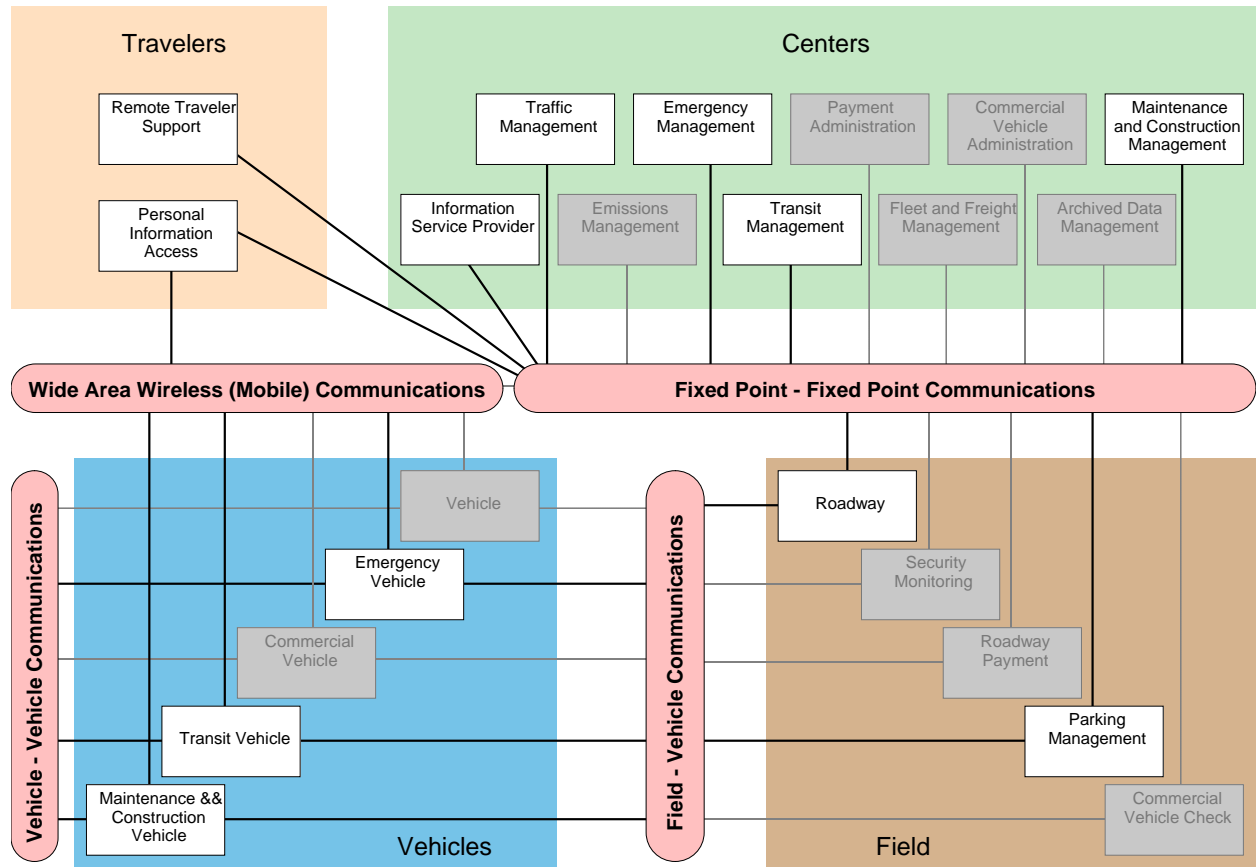 Travelers
Centers
Remote Traveler
Support
Traffic
Management
Emergency
Management
Payment
Administration
Commercial
Vehicle
Administration
Maintenance
and Construction
Management
Personal
Information
Access
Information
Service Provider
Emissions
Management
Transit
Management
Fleet and Freight
Management
Archived Data
Management
Wide Area Wireless (Mobile) Communications
Fixed Point - Fixed Point Communications
Vehicle - Vehicle Communications
Vehicle
Emergency
Vehicle
Commercial
Vehicle
Transit Vehicle
Maintenance &&
Construction
Vehicle
Vehicles
Field - Vehicle Communications
Roadway
Security
Monitoring
Roadway
Payment
Parking
Management
Commercial
Vehicle Check
Field